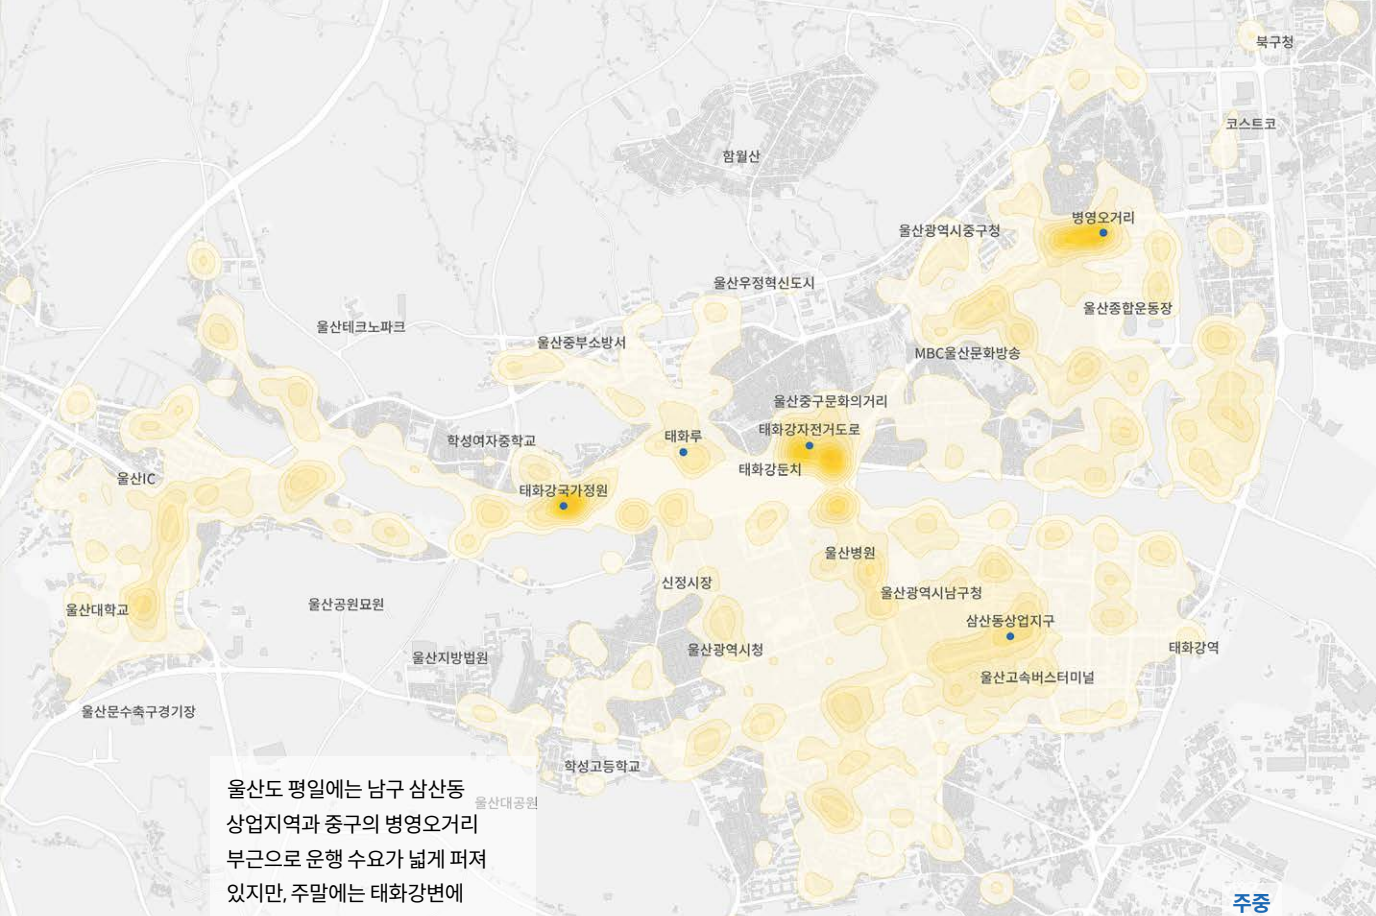 북구청
코스트코
함월산
병영오거리
울산광역시중구청
울산우정혁신도시
울산종합운동장
울산테크노파크
울산중부소방서
MBC울산문화방송
울산중구문화의거리
태화강자전거도로
태화루
학성여자중학교
태화강둔치
울산IC
태화강국가정원
울산병원
신정시장
울산광역시남구청
울산공원묘원
울산대학교
삼산동상업지구
태화강역
울산광역시청
울산지방법원
울산고속버스터미널
울산문수축구경기장
학성고등학교
울산대공원
울산도 평일에는 남구 삼산동
상업지역과 중구의 병영오거리
부근으로 운행 수요가 넓게 퍼져
있지만, 주말에는 태화강변에
주중